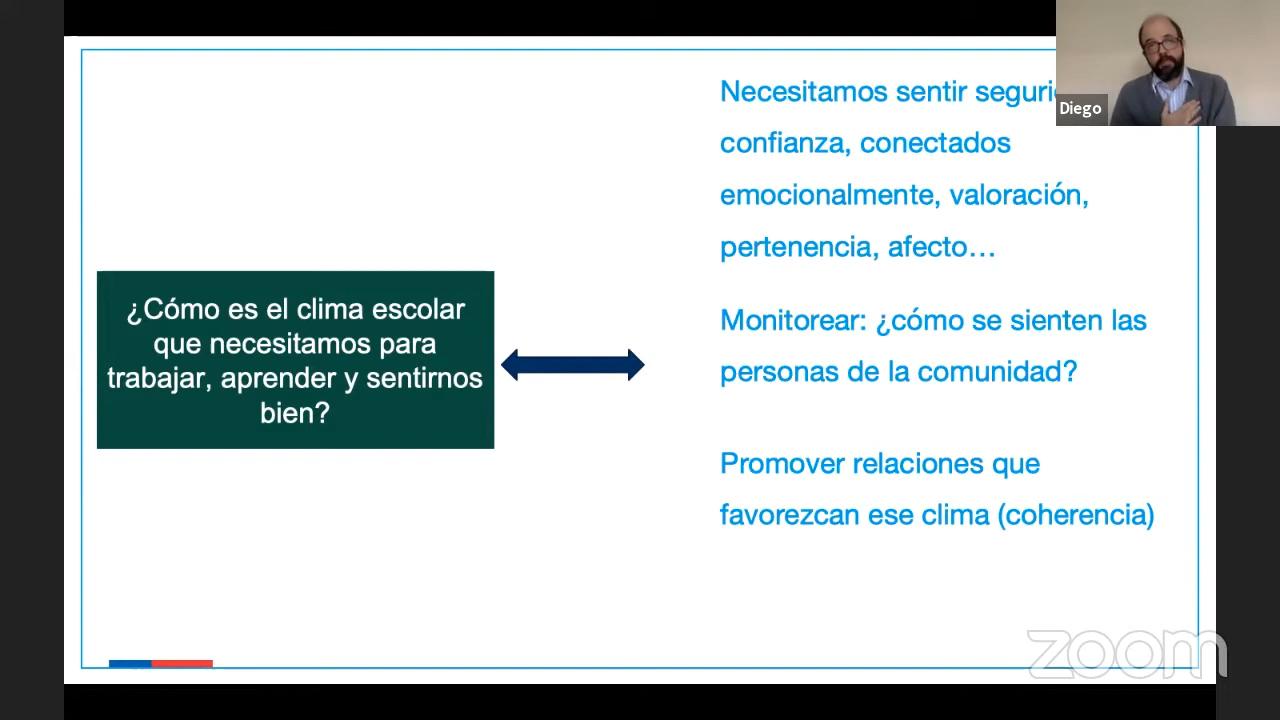 Necesitamos sentir
confianza, conectados
emocionalmente, valoración,
pertenencia, afecto…
Diego
¿Cómo es el clima escolar
que necesitamos para
trabajar, aprender y sentirnos
bien?
Monitorear: ¿cómo se sienten las
personas de la comunidad?
Promover relaciones que
favorezcan ese clima (coherencia)
zoom